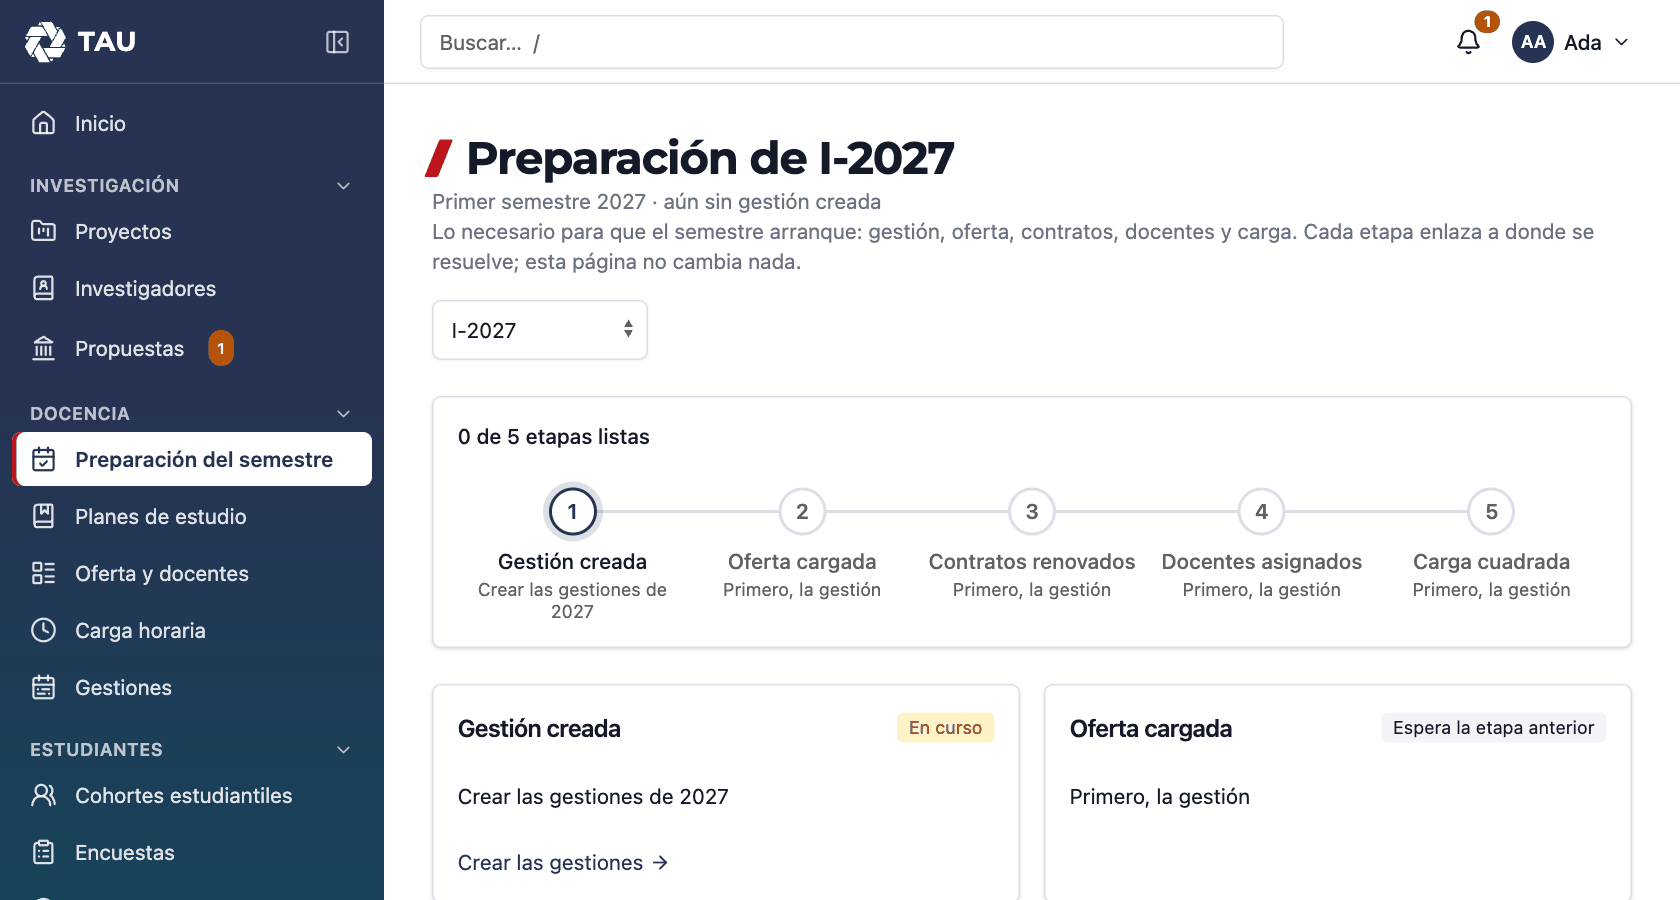 TAU
Buscar... /
1
AA Ada
Inicio
INVESTIGACIÓN
Proyectos
Investigadores
Propuestas 1
DOCENCIA
Preparación del semestre
Planes de estudio
Oferta y docentes
Carga horaria
Gestiones
ESTUDIANTES
Cohortes estudiantiles
Encuestas
Preparación de I-2027
Primer semestre 2027 · aún sin gestión creada
Lo necesario para que el semestre arranque: gestión, oferta, contratos, docentes y carga. Cada etapa enlaza a donde se
resuelve; esta página no cambia nada.
I-2027
0 de 5 etapas listas
1 2 3 4 5
Gestión creada Oferta cargada Contratos renovados Docentes asignados Carga cuadrada
Crear las gestiones de Primero, la gestión Primero, la gestión Primero, la gestión Primero, la gestión
2027
Gestión creada En curso
Crear las gestiones de 2027
Crear las gestiones →
Oferta cargada Espera la etapa anterior
Primero, la gestión